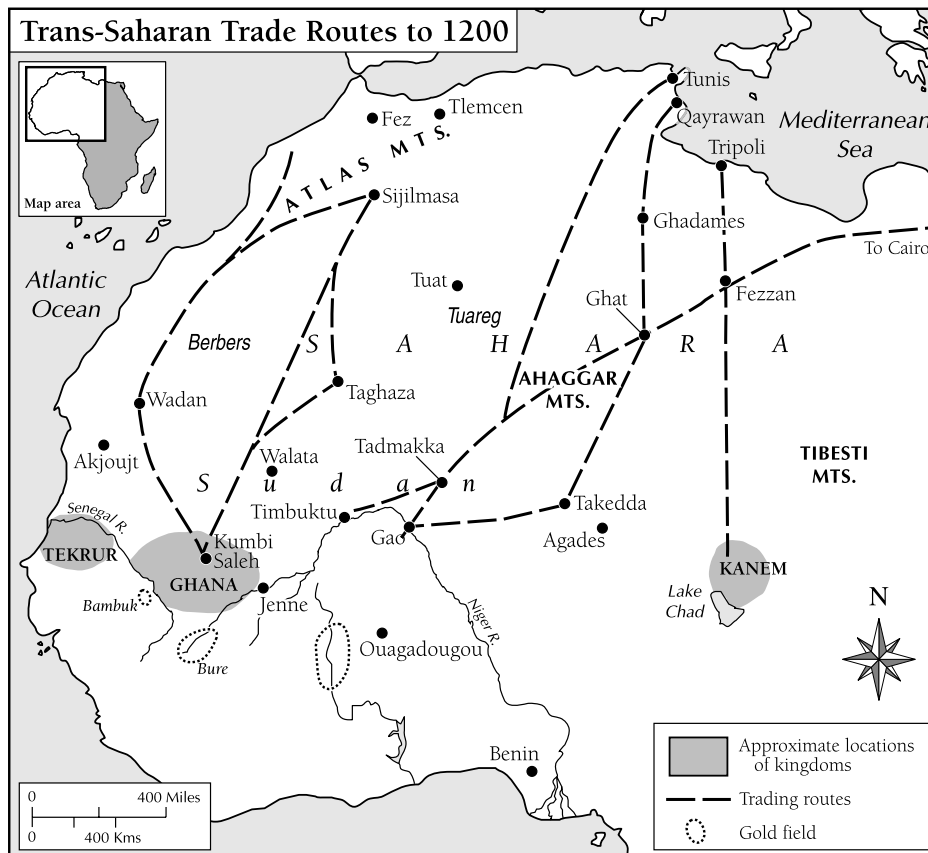 Trans-Saharan Trade Routes to 1200
Map area
Tunis
Qayrawan
Mediterranean
Sea
Tlemcen
Fez
ATLAS MTS.
Tripoli
Sijilmasa
Ghadames
To Cairo
Atlantic
Ocean
Tuat
Tuareg
Ghat
Fezzan
Berbers
S A H A R A
AHAGGAR
MTS.
Taghaza
Wadan
Akjoujt
Walata
Tadmakka
TIBESTI
MTS.
S u d a n
Senegal R.
Timbuktu
Takedda
Gao
Agades
Kumbi
Saleh
TEKRUR
GHANA
KANEM
Lake
Chad
Bambuk
Jenne
Niger R.
N
Bure
Ouagadougou
Benin
Approximate locations
of kingdoms
Trading routes
Gold field
0 400 Miles
0 400 Kms